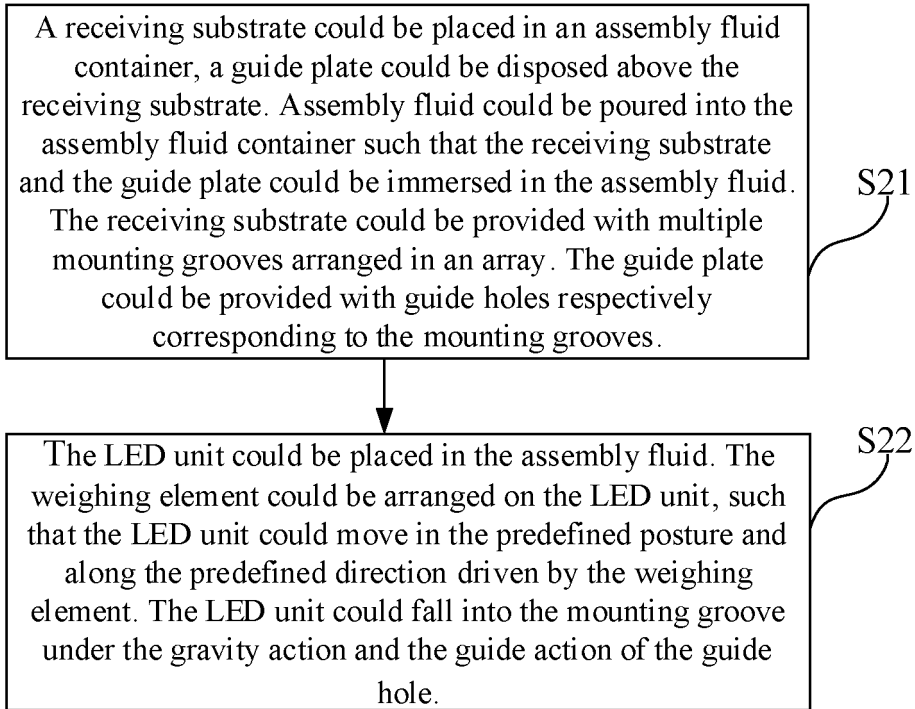 A receiving substrate could be placed in an assembly fluid
container, a guide plate could be disposed above the
receiving substrate. Assembly fluid could be poured into the
assembly fluid container such that the receiving substrate
and the guide plate could be immersed in the assembly fluid.
The receiving substrate could be provided with multiple
mounting grooves arranged in an array. The guide plate
could be provided with guide holes respectively
corresponding to the mounting grooves.
S21
The LED unit could be placed in the assembly fluid. The
weighing element could be arranged on the LED unit, such
that the LED unit could move in the predefined posture and
along the predefined direction driven by the weighing
element. The LED unit could fall into the mounting groove
under the gravity action and the guide action of the guide
hole.
S22